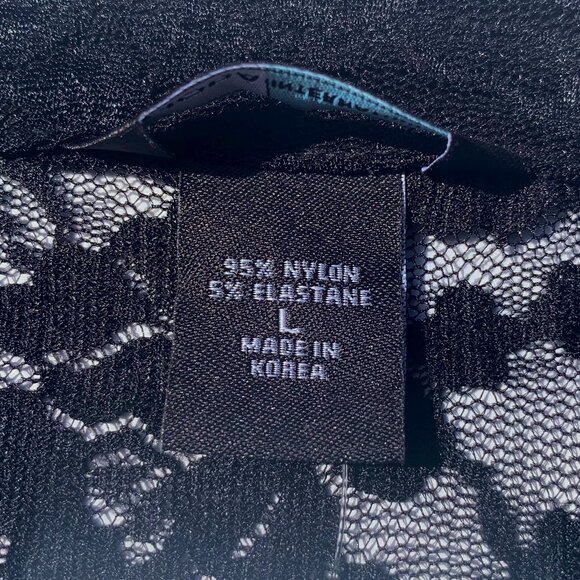 95% NYLON
5% ELASTANE
L
MADE IN
KOREA